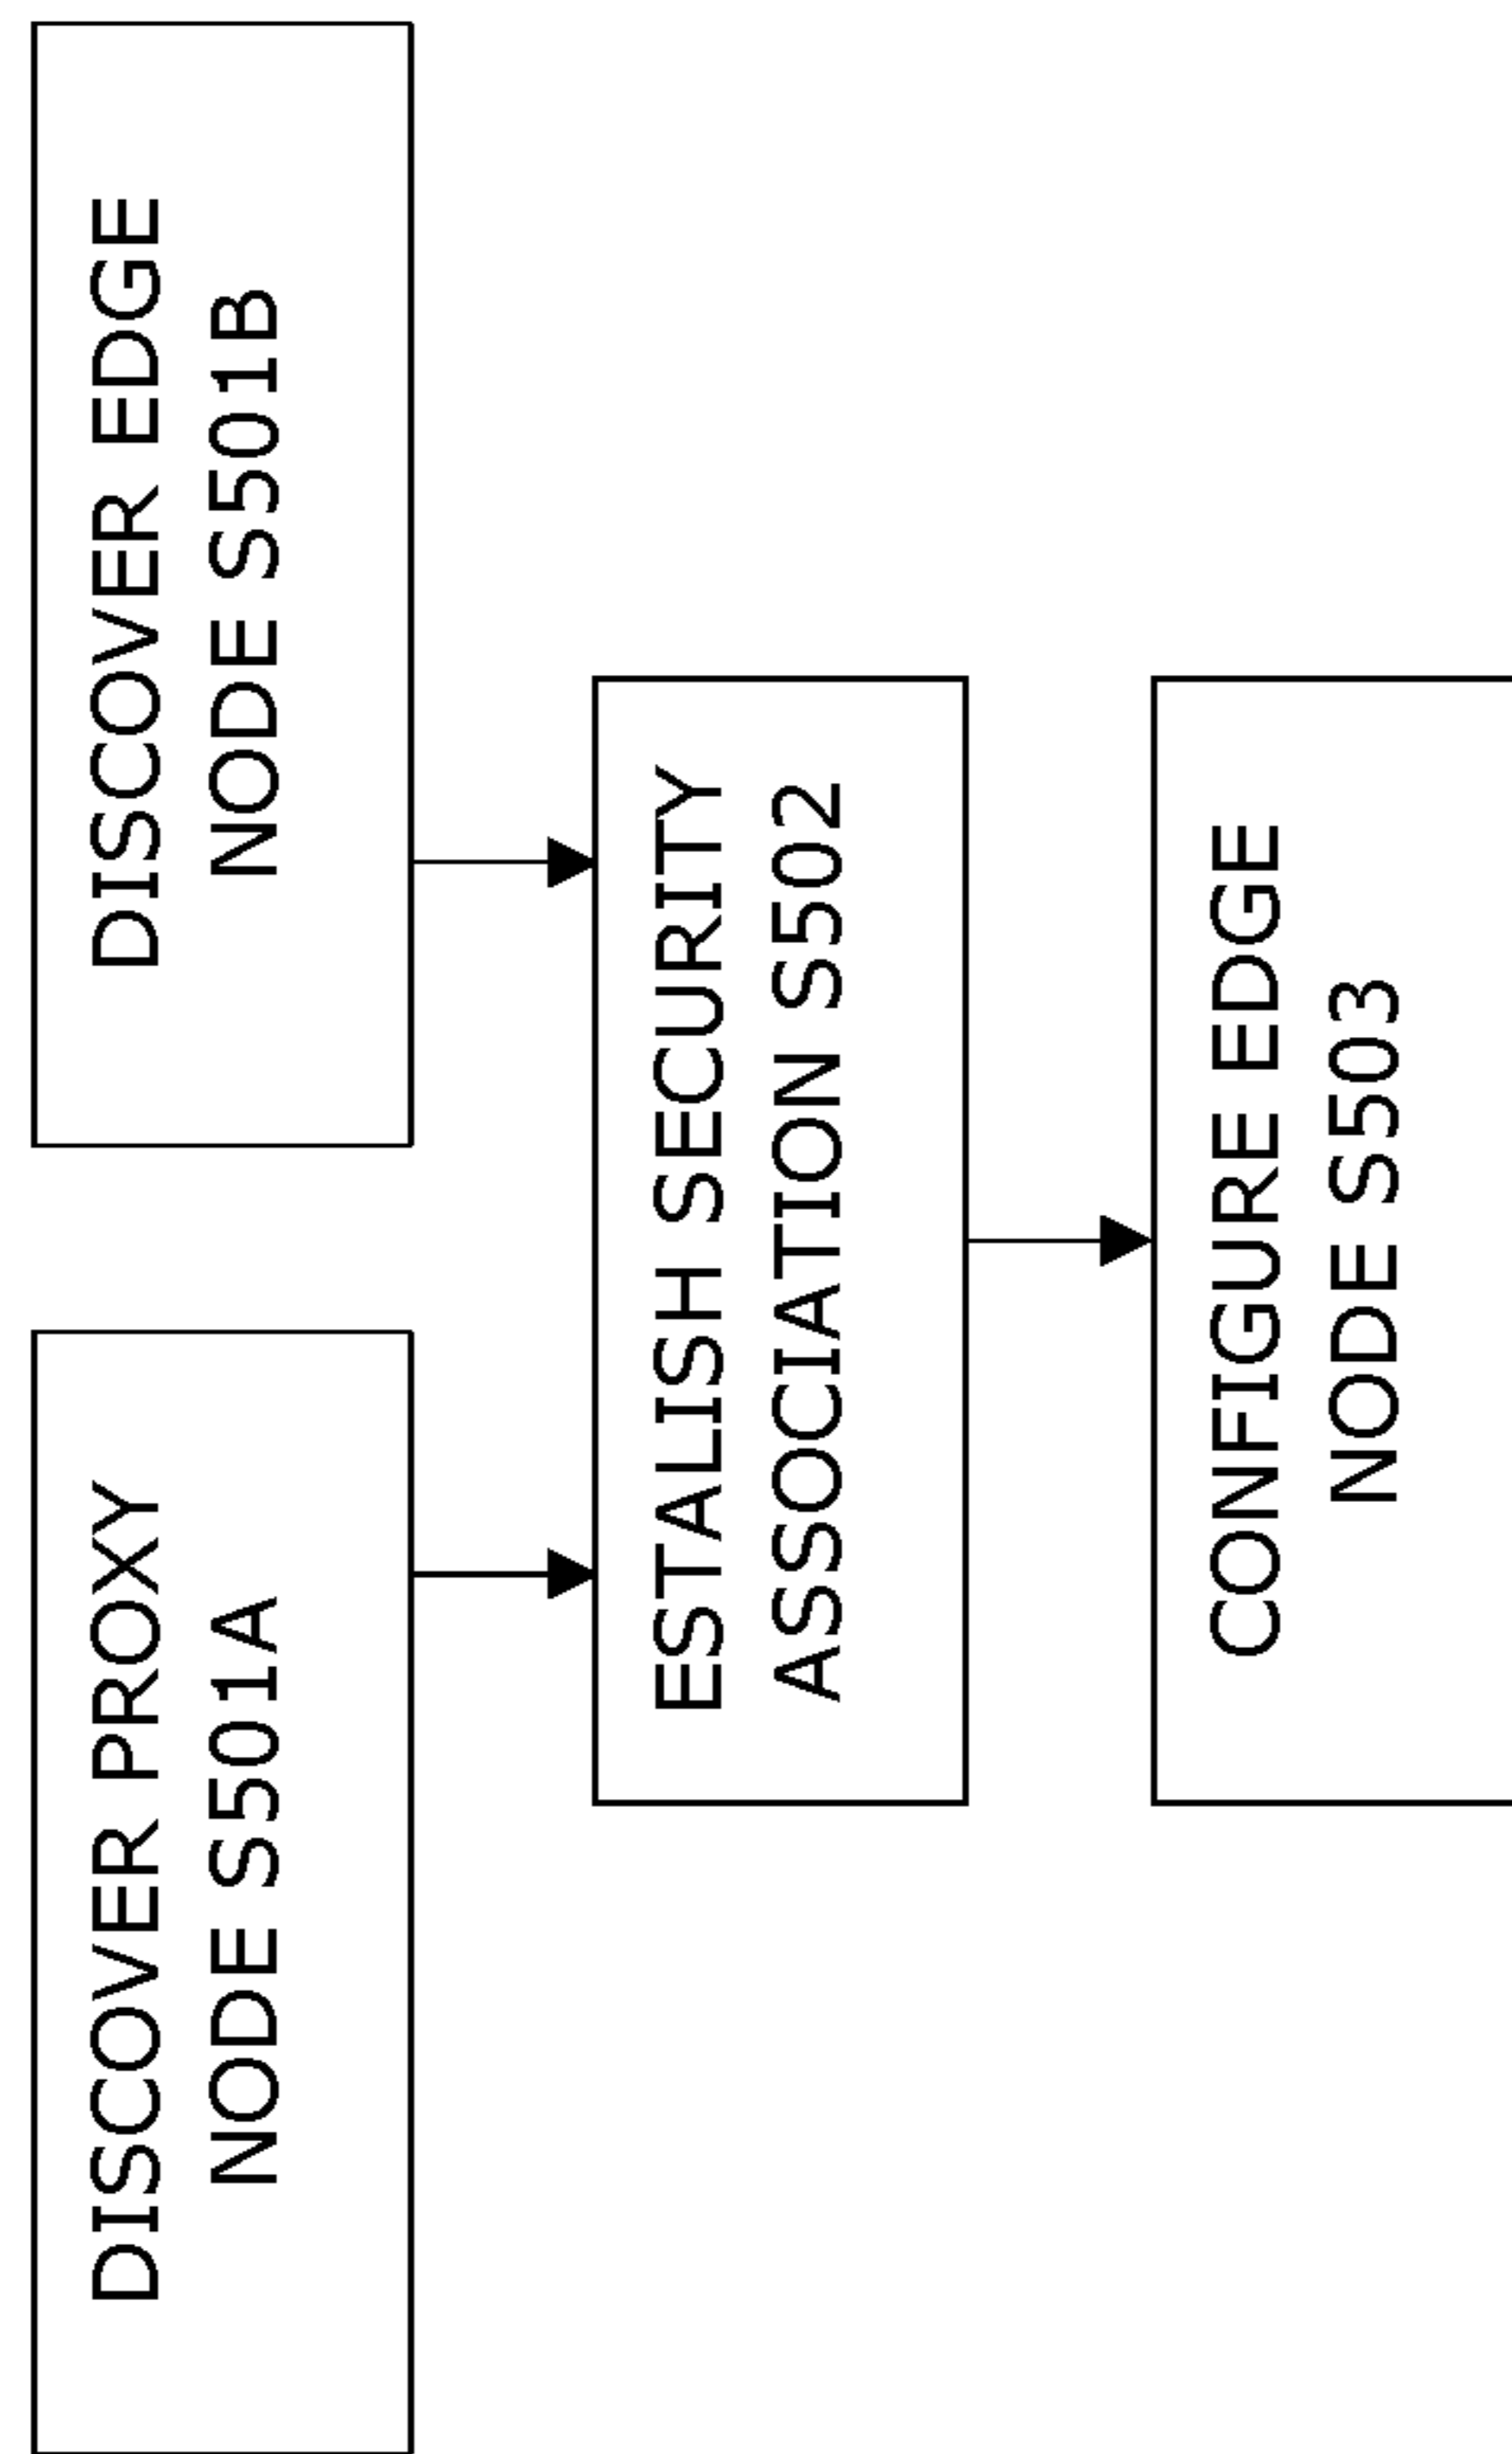 DISCOVER PROXY
NODE S501A
DISCOVER EDGE
NODE S501B
ESTALISH SECURITY
ASSOCIATION S502
CONFIGURE EDGE
NODE S503